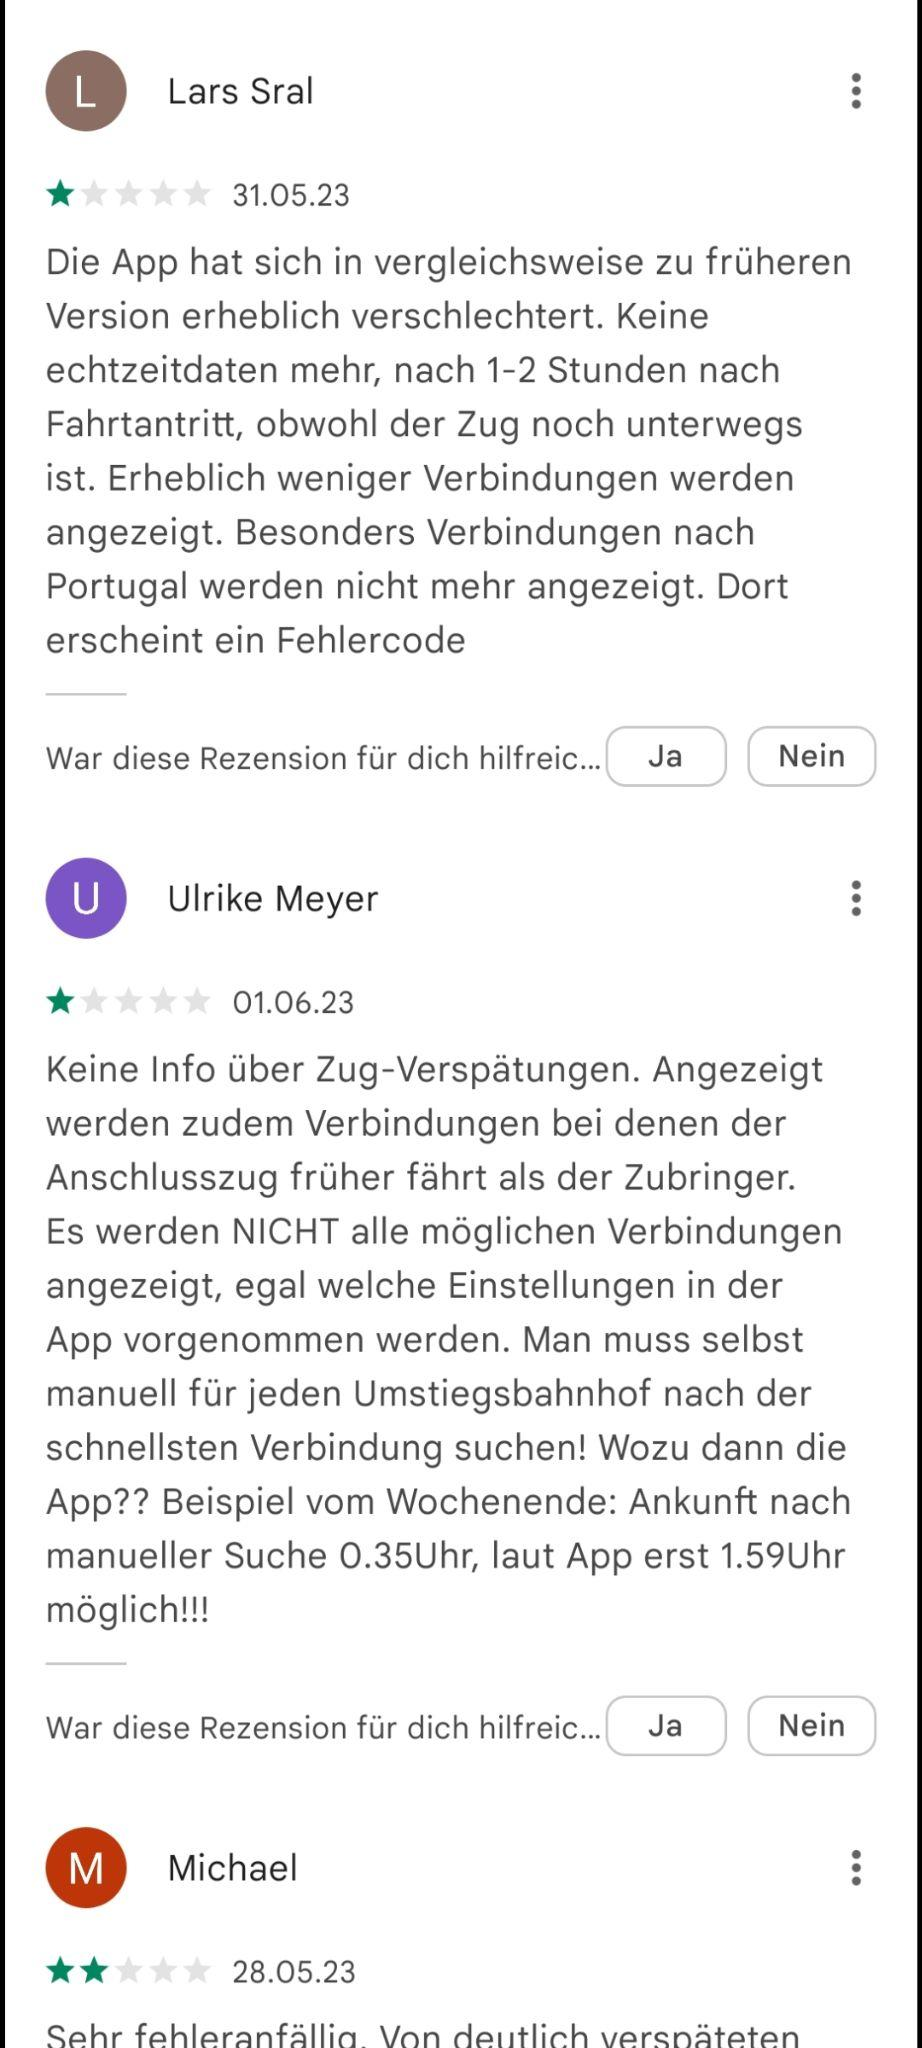 L
Lars Sral
31.05.23
Die App hat sich in vergleichsweise zu früheren
Version erheblich verschlechtert. Keine
echtzeitdaten mehr, nach 1-2 Stunden nach
Fahrtantritt, obwohl der Zug noch unterwegs
ist. Erheblich weniger Verbindungen werden
angezeigt. Besonders Verbindungen nach
Portugal werden nicht mehr angezeigt. Dort
erscheint ein Fehlercode
War diese Rezension für dich hilfreic... Ja Nein
U
Ulrike Meyer
01.06.23
Keine Info über Zug-Verspätungen. Angezeigt
werden zudem Verbindungen bei denen der
Anschlusszug früher fährt als der Zubringer.
Es werden NICHT alle möglichen Verbindungen
angezeigt, egal welche Einstellungen in der
App vorgenommen werden. Man muss selbst
manuell für jeden Umstiegsbahnhof nach der
schnellsten Verbindung suchen! Wozu dann die
App?? Beispiel vom Wochenende: Ankunft nach
manueller Suche 0.35Uhr, laut App erst 1.59Uhr
möglich!!!
War diese Rezension für dich hilfreic... Ja Nein
M
Michael
28.05.23
Sehr fehleranfällig. Von deutlich verspäteten